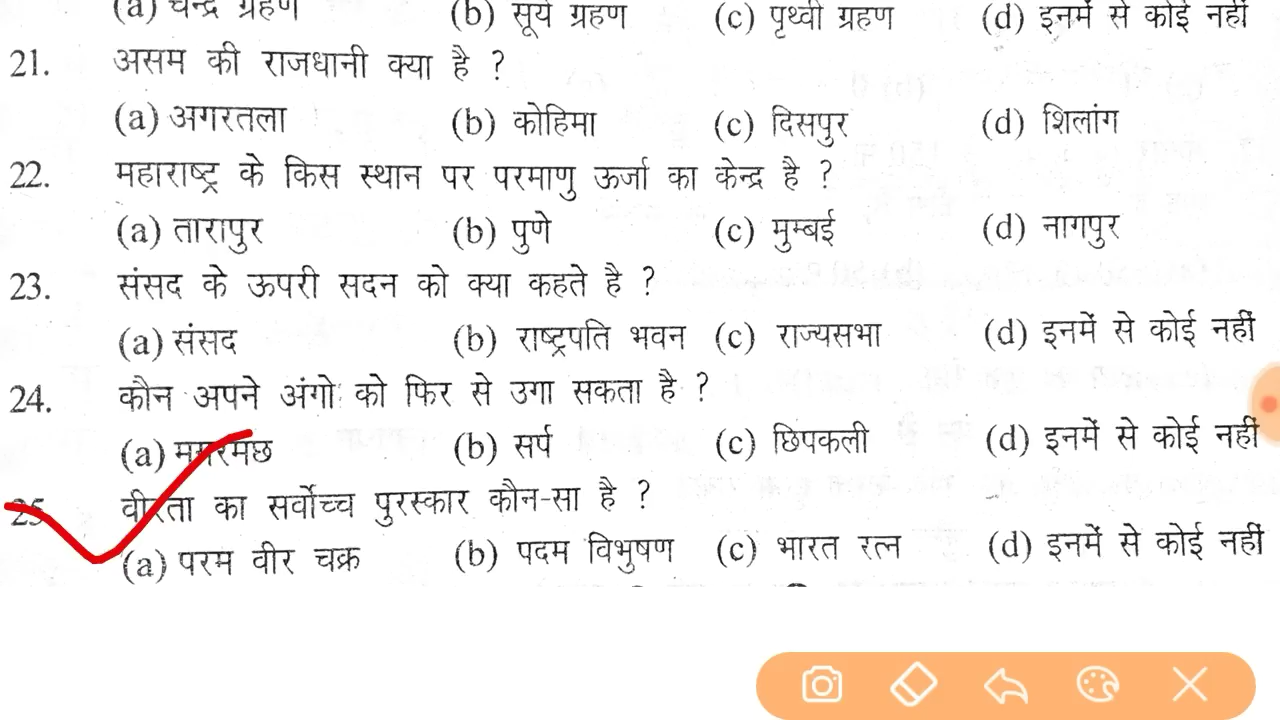 (a) चन्द्र ग्रहण (b) सूर्य ग्रहण (c) पृथ्वी ग्रहण (d) इनमें से कोई नहीं
21. असम की राजधानी क्या है ?
(a) अगरतला (b) कोहिमा (c) दिसपुर (d) शिलांग
22. महाराष्ट्र के किस स्थान पर परमाणु ऊर्जा का केन्द्र है ?
(a) तारापुर (b) पुणे (c) मुम्बई (d) नागपुर
23. संसद के ऊपरी सदन को क्या कहते है ?
(a) संसद (b) राष्ट्रपति भवन (c) राज्यसभा (d) इनमें से कोई नहीं
24. कौन अपने अंगो को फिर से उगा सकता है ?
(a) मगरमछ (b) सर्प (c) छिपकली (d) इनमें से कोई नहीं
25. वीरता का सर्वोच्च पुरस्कार कौन-सा है ?
(a) परम वीर चक्र (b) पदम विभुषण (c) भारत रत्न (d) इनमें से कोई नहीं